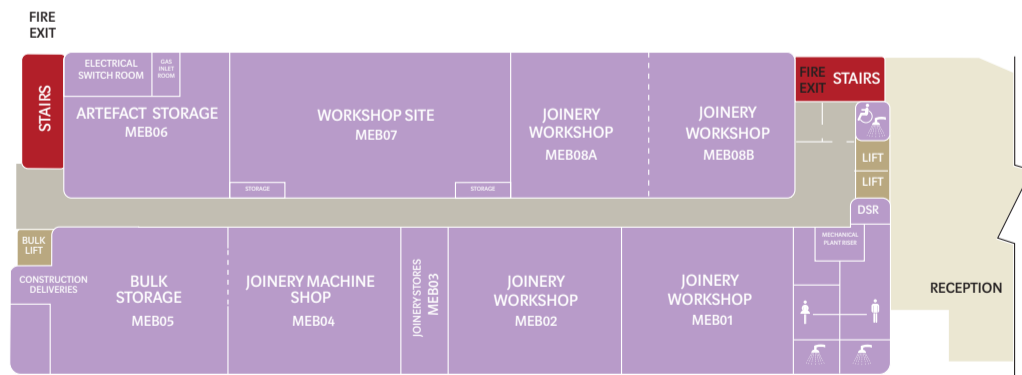 FIRE
EXIT
STAIRS
ELECTRICAL
SWITCH ROOM
GAS
INLET
ROOM
ARTEFACT STORAGE
MEB06
WORKSHOP SITE
MEB07
STORAGE
STORAGE
JOINERY
WORKSHOP
MEB08A
JOINERY
WORKSHOP
MEB08B
FIRE
EXIT
STAIRS
LIFT
LIFT
DSR
BULK
LIFT
CONSTRUCTION
DELIVERIES
BULK
STORAGE
MEB05
JOINERY MACHINE
SHOP
MEB04
JOINERY STORES
MEB03
JOINERY
WORKSHOP
MEB02
JOINERY
WORKSHOP
MEB01
MECHANICAL
PLANT RISER
RECEPTION